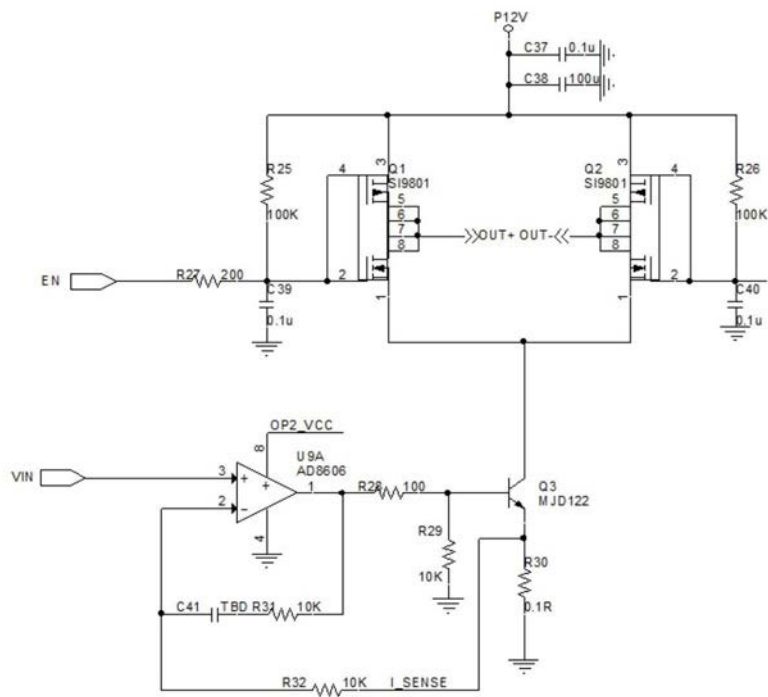 P12V
C37 0.1u
C38 100u
R25
100K
4
3
Q1
SI9801
5
6
7
8
2
1
OUT+ OUT-
Q2
SI9801
3
4
5
6
7
8
2
1
R26
100K
EN
R27 200
C39
0.1u
C40
0.1u
OP2_VCC
8
U9A
AD8606
VIN
3
+
+
2
-
1
4
R28 100
R29
10K
Q3
MJD122
R30
0.1R
C41 TBD R31 10K
R32 10K I_SENSE